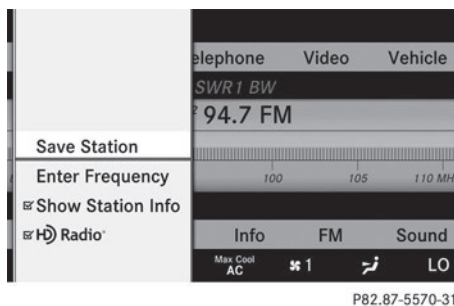 elephone Video Vehicle
SWR1 BW
2 94.7 FM
Save Station
100 105 110 MH
Enter Frequency
Show Station Info
HD Radio
Info FM Sound
Max Cool
AC 1 LO
P82.87-5570-31